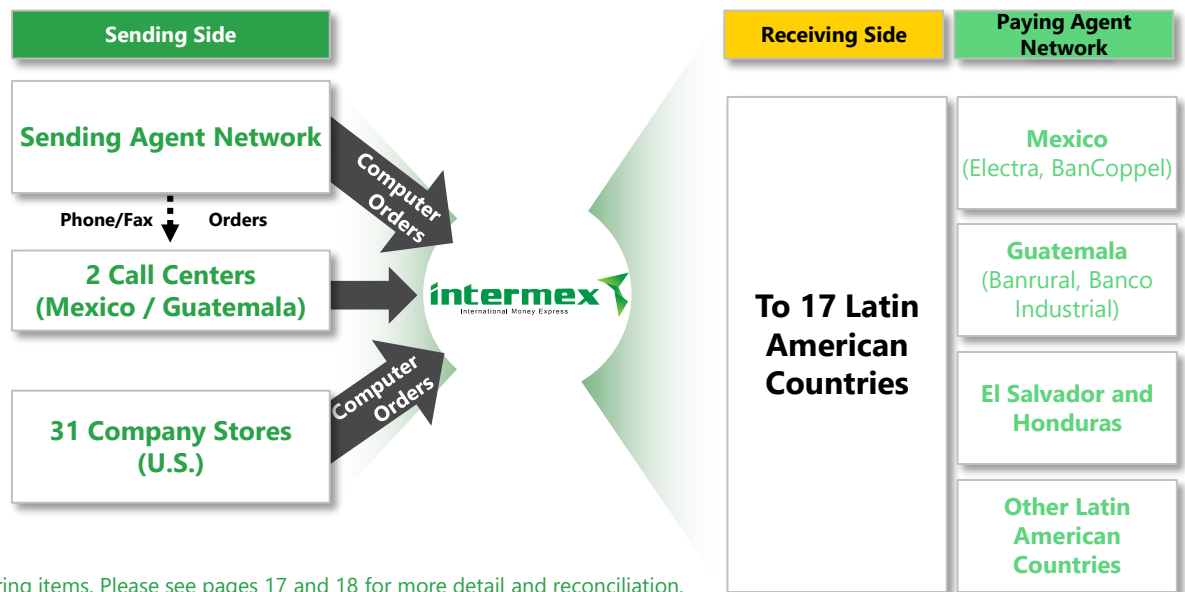 Sending Side
Receiving Side
Paying Agent
Network
Sending Agent Network
Computer
Orders
Phone/Fax Orders
2 Call Centers
(Mexico / Guatemala)
intermex
International Money Express
Computer
Orders
31 Company Stores
(U.S.)
To 17 Latin
American
Countries
Mexico
(Electra, BanCoppel)
Guatemala
(Banrural, Banco
Industrial)
El Salvador and
Honduras
Other Latin
American
Countries
items. Please see pages 17 and 18 for more detail and reconciliation.